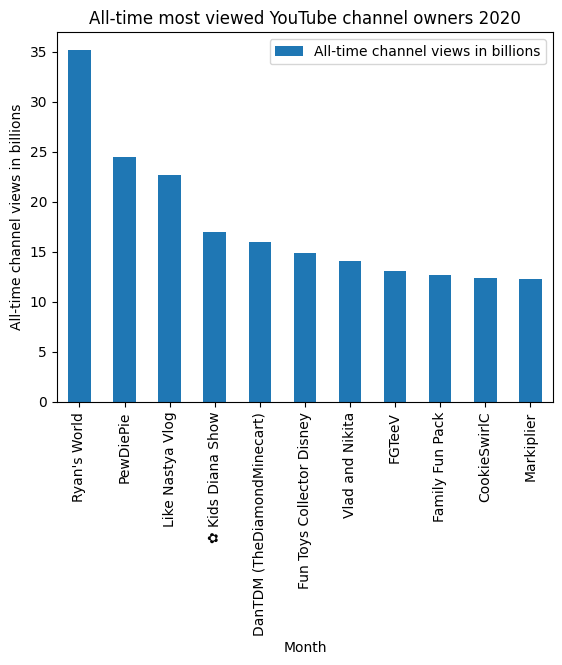 All-time most viewed YouTube channel owners 2020
All-time channel views in billions
All-time channel views in billions
35
30
25
20
15
10
5
0
Ryan's World
PewDiePie
Like Nastya Vlog
✿ Kids Diana Show
DanTDM (TheDiamondMinecart)
Fun Toys Collector Disney
Vlad and Nikita
FGTeeV
Family Fun Pack
CookieSwirlC
Markiplier
Month